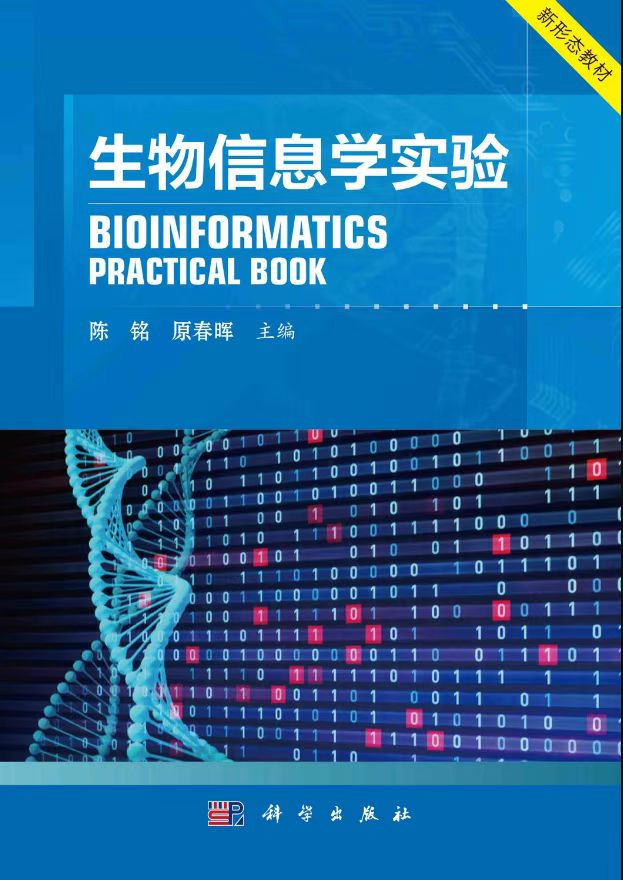 新形态教材
生物信息学实验
BIOINFORMATICS
PRACTICAL BOOK
陈 铭 原春晖 主编
科学出版社